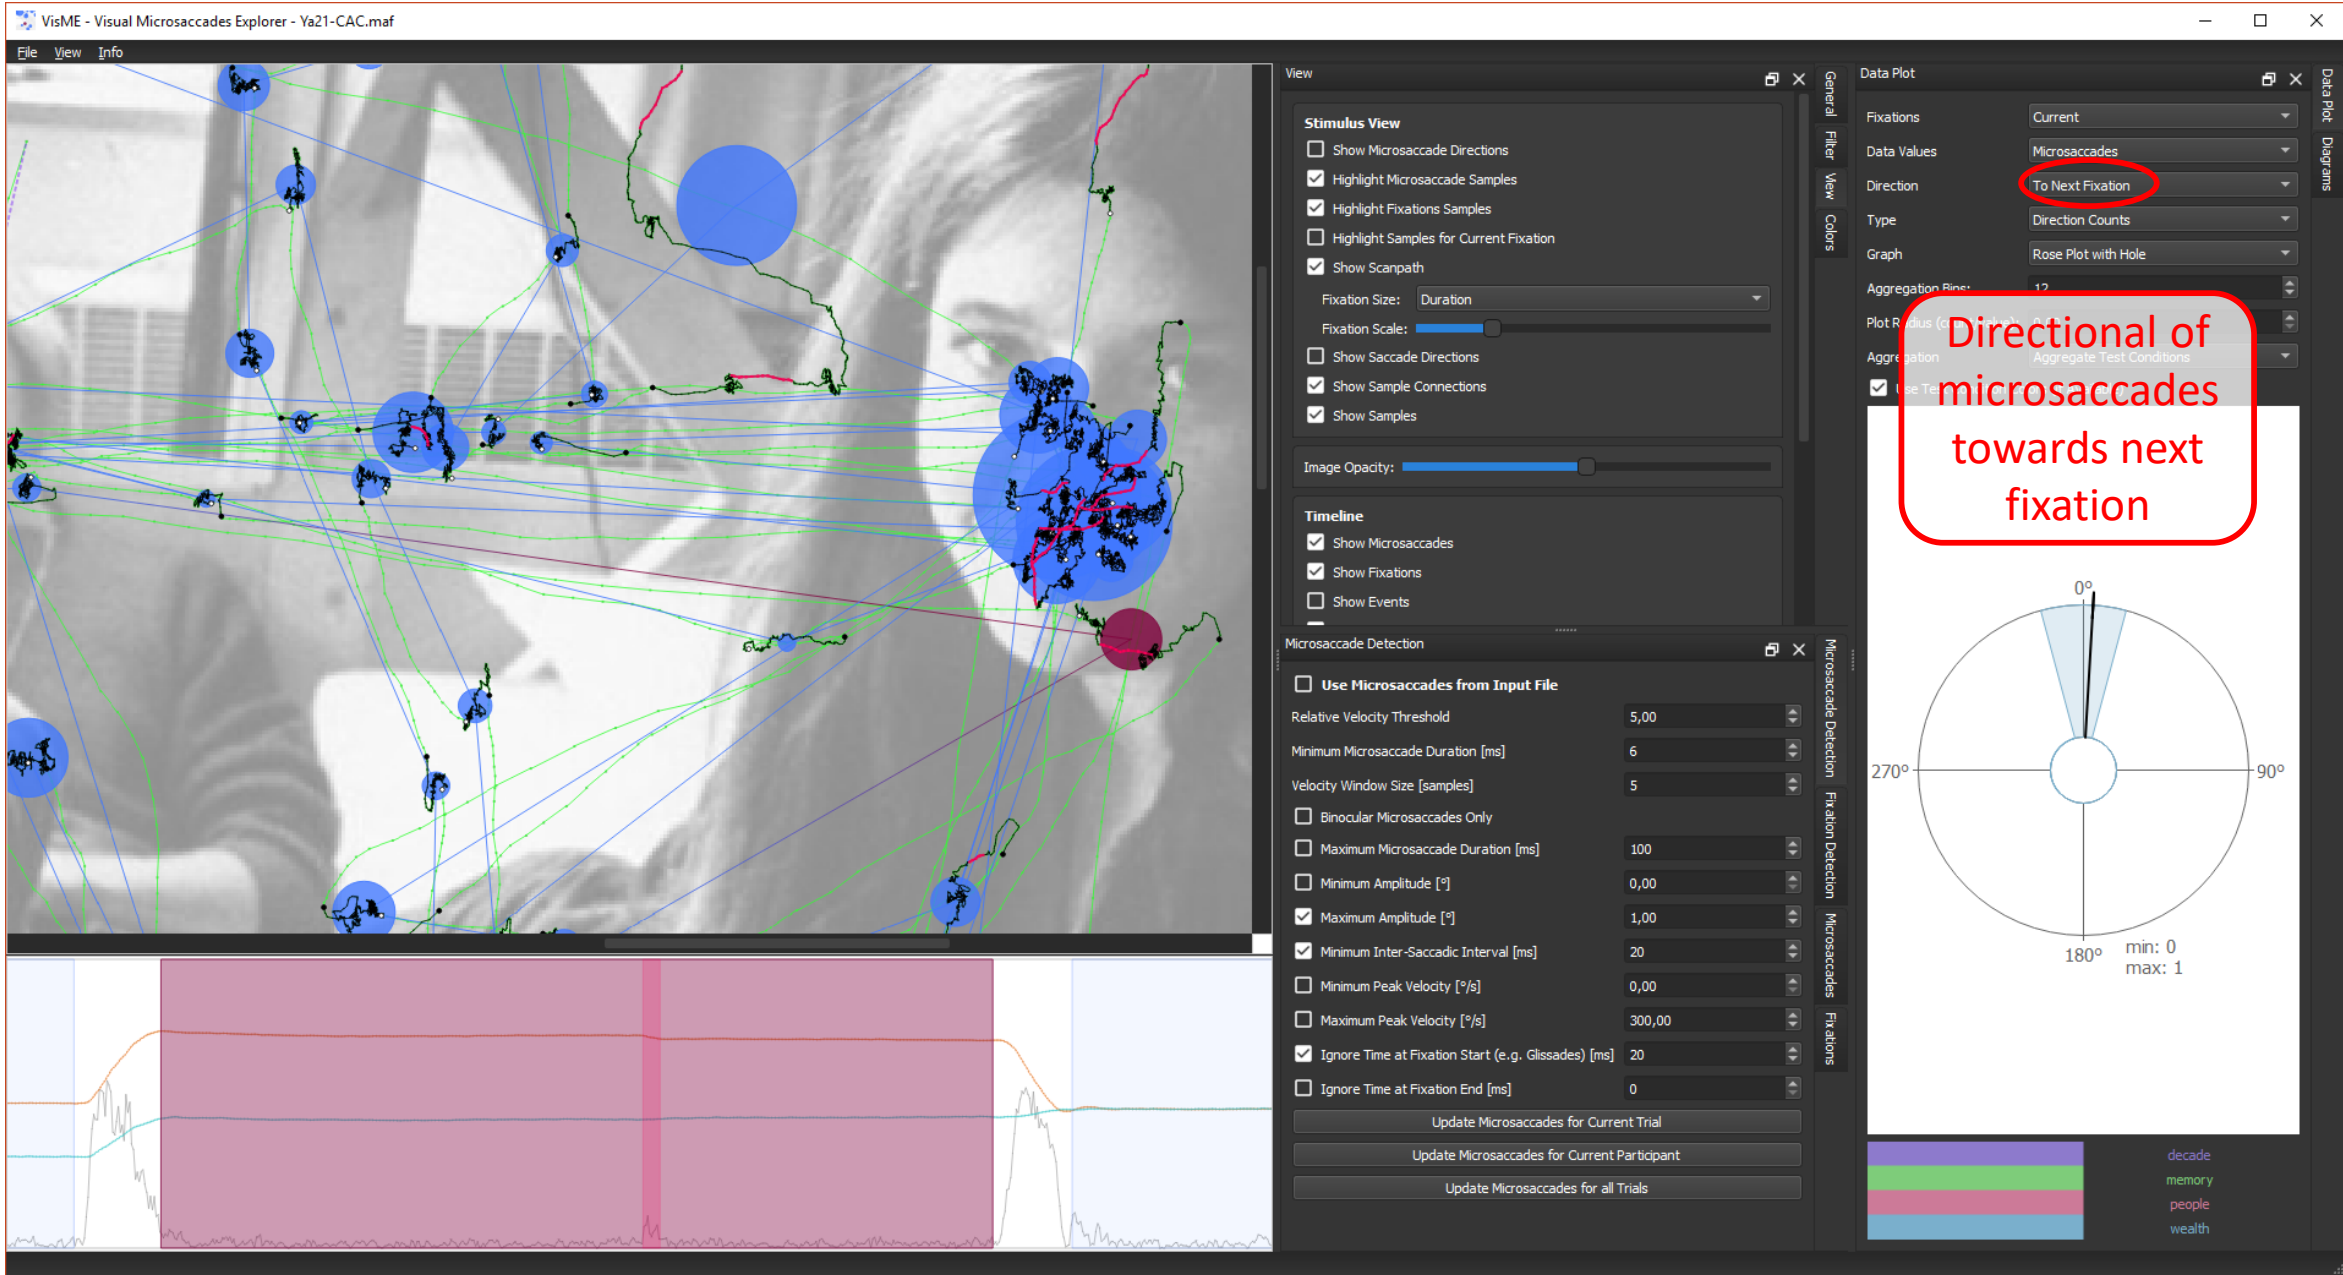 VisME - Visual Microsaccades Explorer - Ya21-CAC.maf
File View Info
View
Stimulus View
Show Microsaccade Directions
Highlight Microsaccade Samples
Highlight Fixations Samples
Highlight Samples for Current Fixation
Show Scanpath
Fixation Size: Duration
Fixation Scale:
Show Saccade Directions
Show Sample Connections
Show Samples
Image Opacity:
Timeline
Show Microsaccades
Show Fixations
Show Events
General
Filter
View
Colors
Microsaccade Detection
Use Microsaccades from Input File
Relative Velocity Threshold 5,00
Minimum Microsaccade Duration [ms] 6
Velocity Window Size [samples] 5
Binocular Microsaccades Only
Maximum Microsaccade Duration [ms] 100
Minimum Amplitude [°] 0,00
Maximum Amplitude [°] 1,00
Minimum Inter-Saccadic Interval [ms] 20
Minimum Peak Velocity [°/s] 0,00
Maximum Peak Velocity [°/s] 300,00
Ignore Time at Fixation Start (e.g. Glissades) [ms] 20
Ignore Time at Fixation End [ms] 0
Update Microsaccades for Current Trial
Update Microsaccades for Current Participant
Update Microsaccades for all Trials
Microsaccade Detection
Fixation Detection
Microsaccades
Fixations
Data Plot
Fixations Current
Data Values Microsaccades
Direction To Next Fixation
Type Direction Counts
Graph Rose Plot with Hole
Aggregation Bins: 12
Plot Radius
Aggregation Aggregate Test Conditions
Directional of
microsaccades
towards next
fixation
0°
270°
90°
180°
min: 0
max: 1
decade
memory
people
wealth
Data Plot
Diagrams